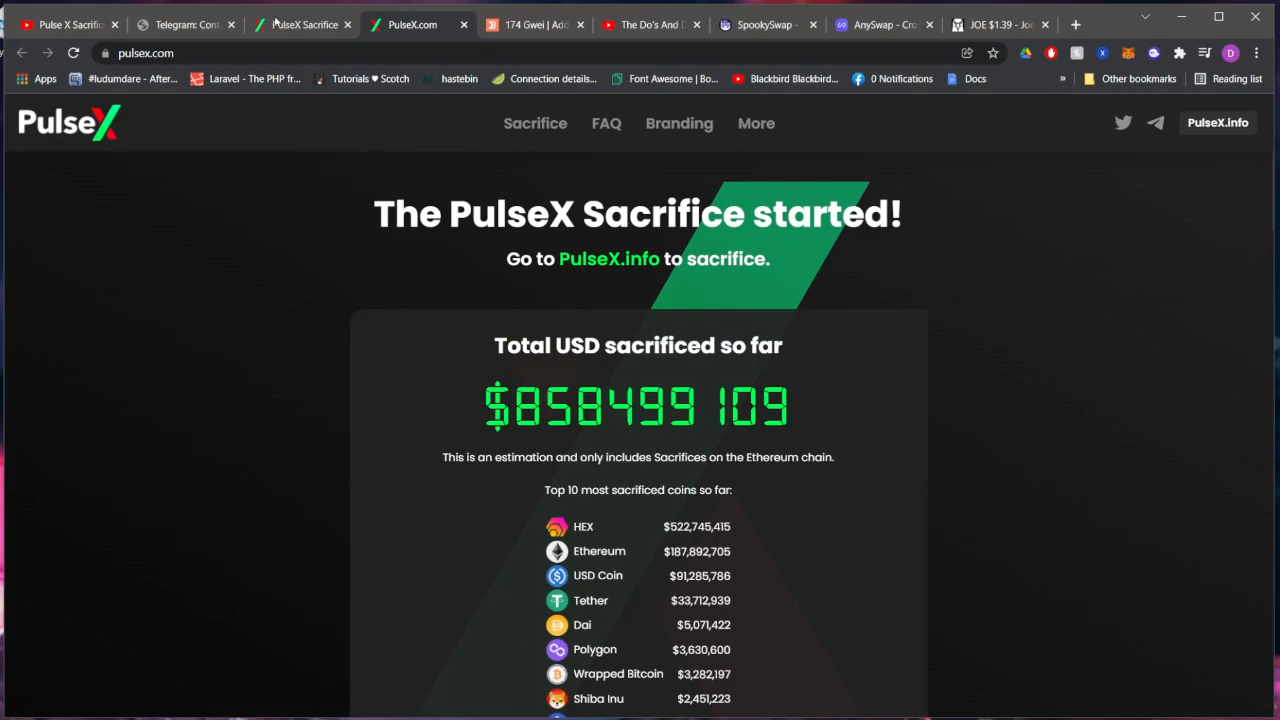 Pulse X Sacrific
Telegram: Cont
PulseX Sacrifice
PulseX.com
174 Gwei | Add
The Do's And D
SpookySwap -
AnySwap - Cro
JOE $1.39 - Joe
pulsex.com
Apps
#ludumdare - After...
Laravel - The PHP fr...
Tutorials ♥ Scotch
hastebin
Connection details...
Font Awesome | Bo...
Blackbird Blackbird...
0 Notifications
Docs
»
Other bookmarks
Reading list
PulseX
Sacrifice
FAQ
Branding
More
PulseX.info
The PulseX Sacrifice started!
Go to PulseX.info to sacrifice.
Total USD sacrificed so far
$858499109
This is an estimation and only includes Sacrifices on the Ethereum chain.
Top 10 most sacrificed coins so far:
HEX $522,745,415
Ethereum $187,892,705
USD Coin $91,285,786
Tether $33,712,939
Dai $5,071,422
Polygon $3,630,600
Wrapped Bitcoin $3,282,197
Shiba Inu $2,451,223